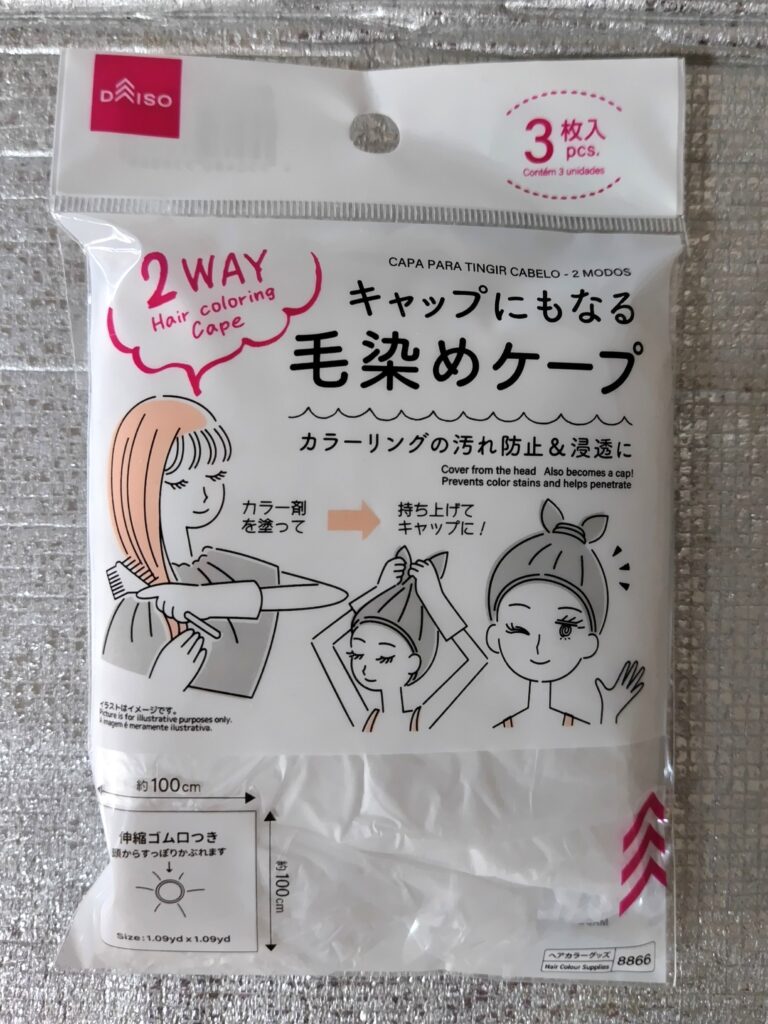 DAISO
3枚入
pcs.
Contém 3 unidades
2 WAY
Hair coloring
Cape
CAPA PARA TINGIR CABELO - 2 MODOS
キャップにもなる
毛染めケープ
カラーリングの汚れ防止&浸透に
Cover from the head Also becomes a cap!
Prevents color stains and helps penetrate
カラー剤
を塗って
持ち上げて
キャップに!
イラストはイメージです。
Picture is for illustrative purposes only.
A imagem é meramente ilustrativa.
約100cm
伸縮ゴム口つき
頭からすっぽりかぶれます
約100cm
Size: 1.09yd x 1.09yd
ヘアカラーグッズ
Hair Colour Supplies
8866